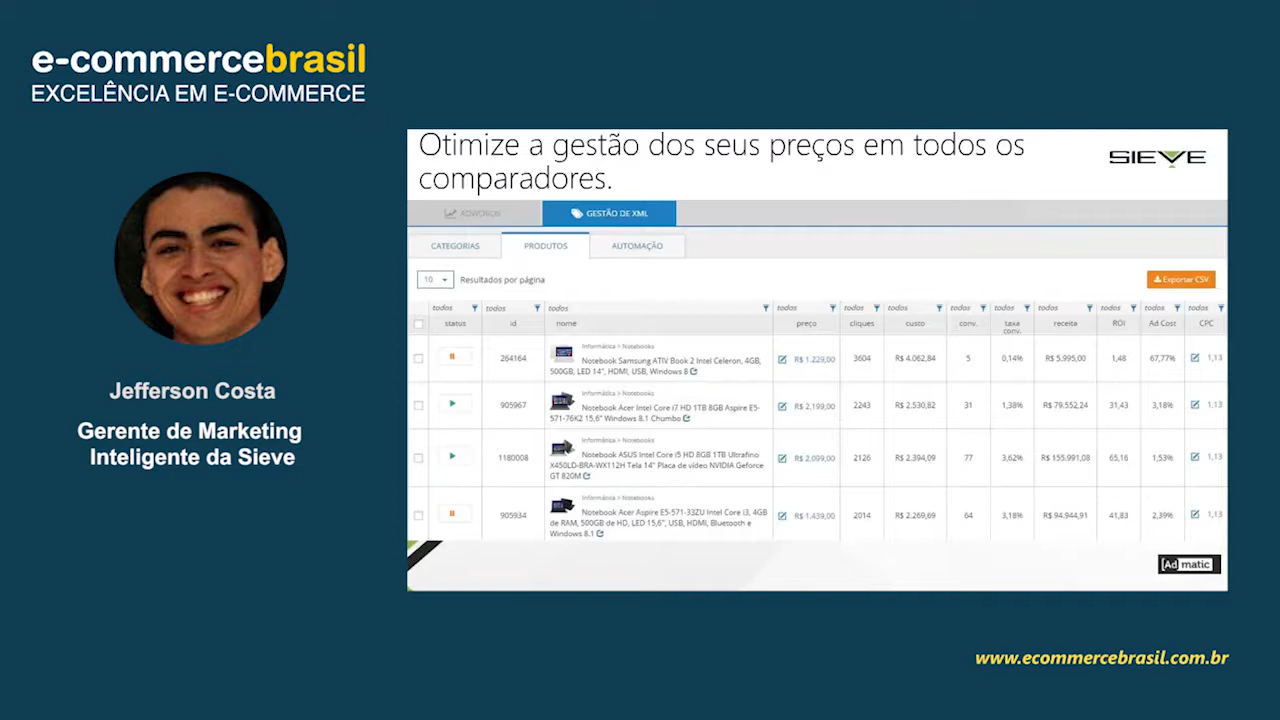 e-commercebrasil
EXCELÊNCIA EM E-COMMERCE
Jefferson Costa
Gerente de Marketing
Inteligente da Sieve
Otimize a gestão dos seus preços em todos os
comparadores.
SIEVE
ADWORDS GESTÃO DE XML
CATEGORIAS PRODUTOS AUTOMAÇÃO
10 Resultados por página Exportar CSV
todos todos todos todos todos todos todos todos todos todos todos todos
status id nome preço cliques custo conv. taxa conv. receita ROI Ad Cost CPC
Informática > Notebooks
264164 Notebook Samsung ATIV Book 2 Intel Celeron, 4GB, R$ 1.229,00 3604 R$ 4.062,84 5 0,14% R$ 5.995,00 1,48 67,77% 1,13
500GB, LED 14", HDMI, USB, Windows 8
Informática > Notebooks
905967 Notebook Acer Intel Core i7 HD 1TB 8GB Aspire E5- R$ 2.199,00 2243 R$ 2.530,82 31 1,38% R$ 79.552,24 31,43 3,18% 1,13
571-76K2 15,6" Windows 8.1 Chumbo
Informática > Notebooks
1180008 Notebook ASUS Intel Core i5 HD 8GB 1TB Ultrafino R$ 2.099,00 2126 R$ 2.394,09 77 3,62% R$ 155.991,08 65,16 1,53% 1,13
X450LD-BRA-WX112H Tela 14" Placa de vídeo NVIDIA Geforce
GT 820M
Informática > Notebooks
905934 Notebook Acer Aspire E5-571-33ZU Intel Core i3, 4GB R$ 1.439,00 2014 R$ 2.269,69 64 3,18% R$ 94.944,91 41,83 2,39% 1,13
de RAM, 500GB de HD, LED 15,6", USB, HDMI, Bluetooth e
Windows 8.1
[Ad] matic
www.ecommercebrasil.com.br